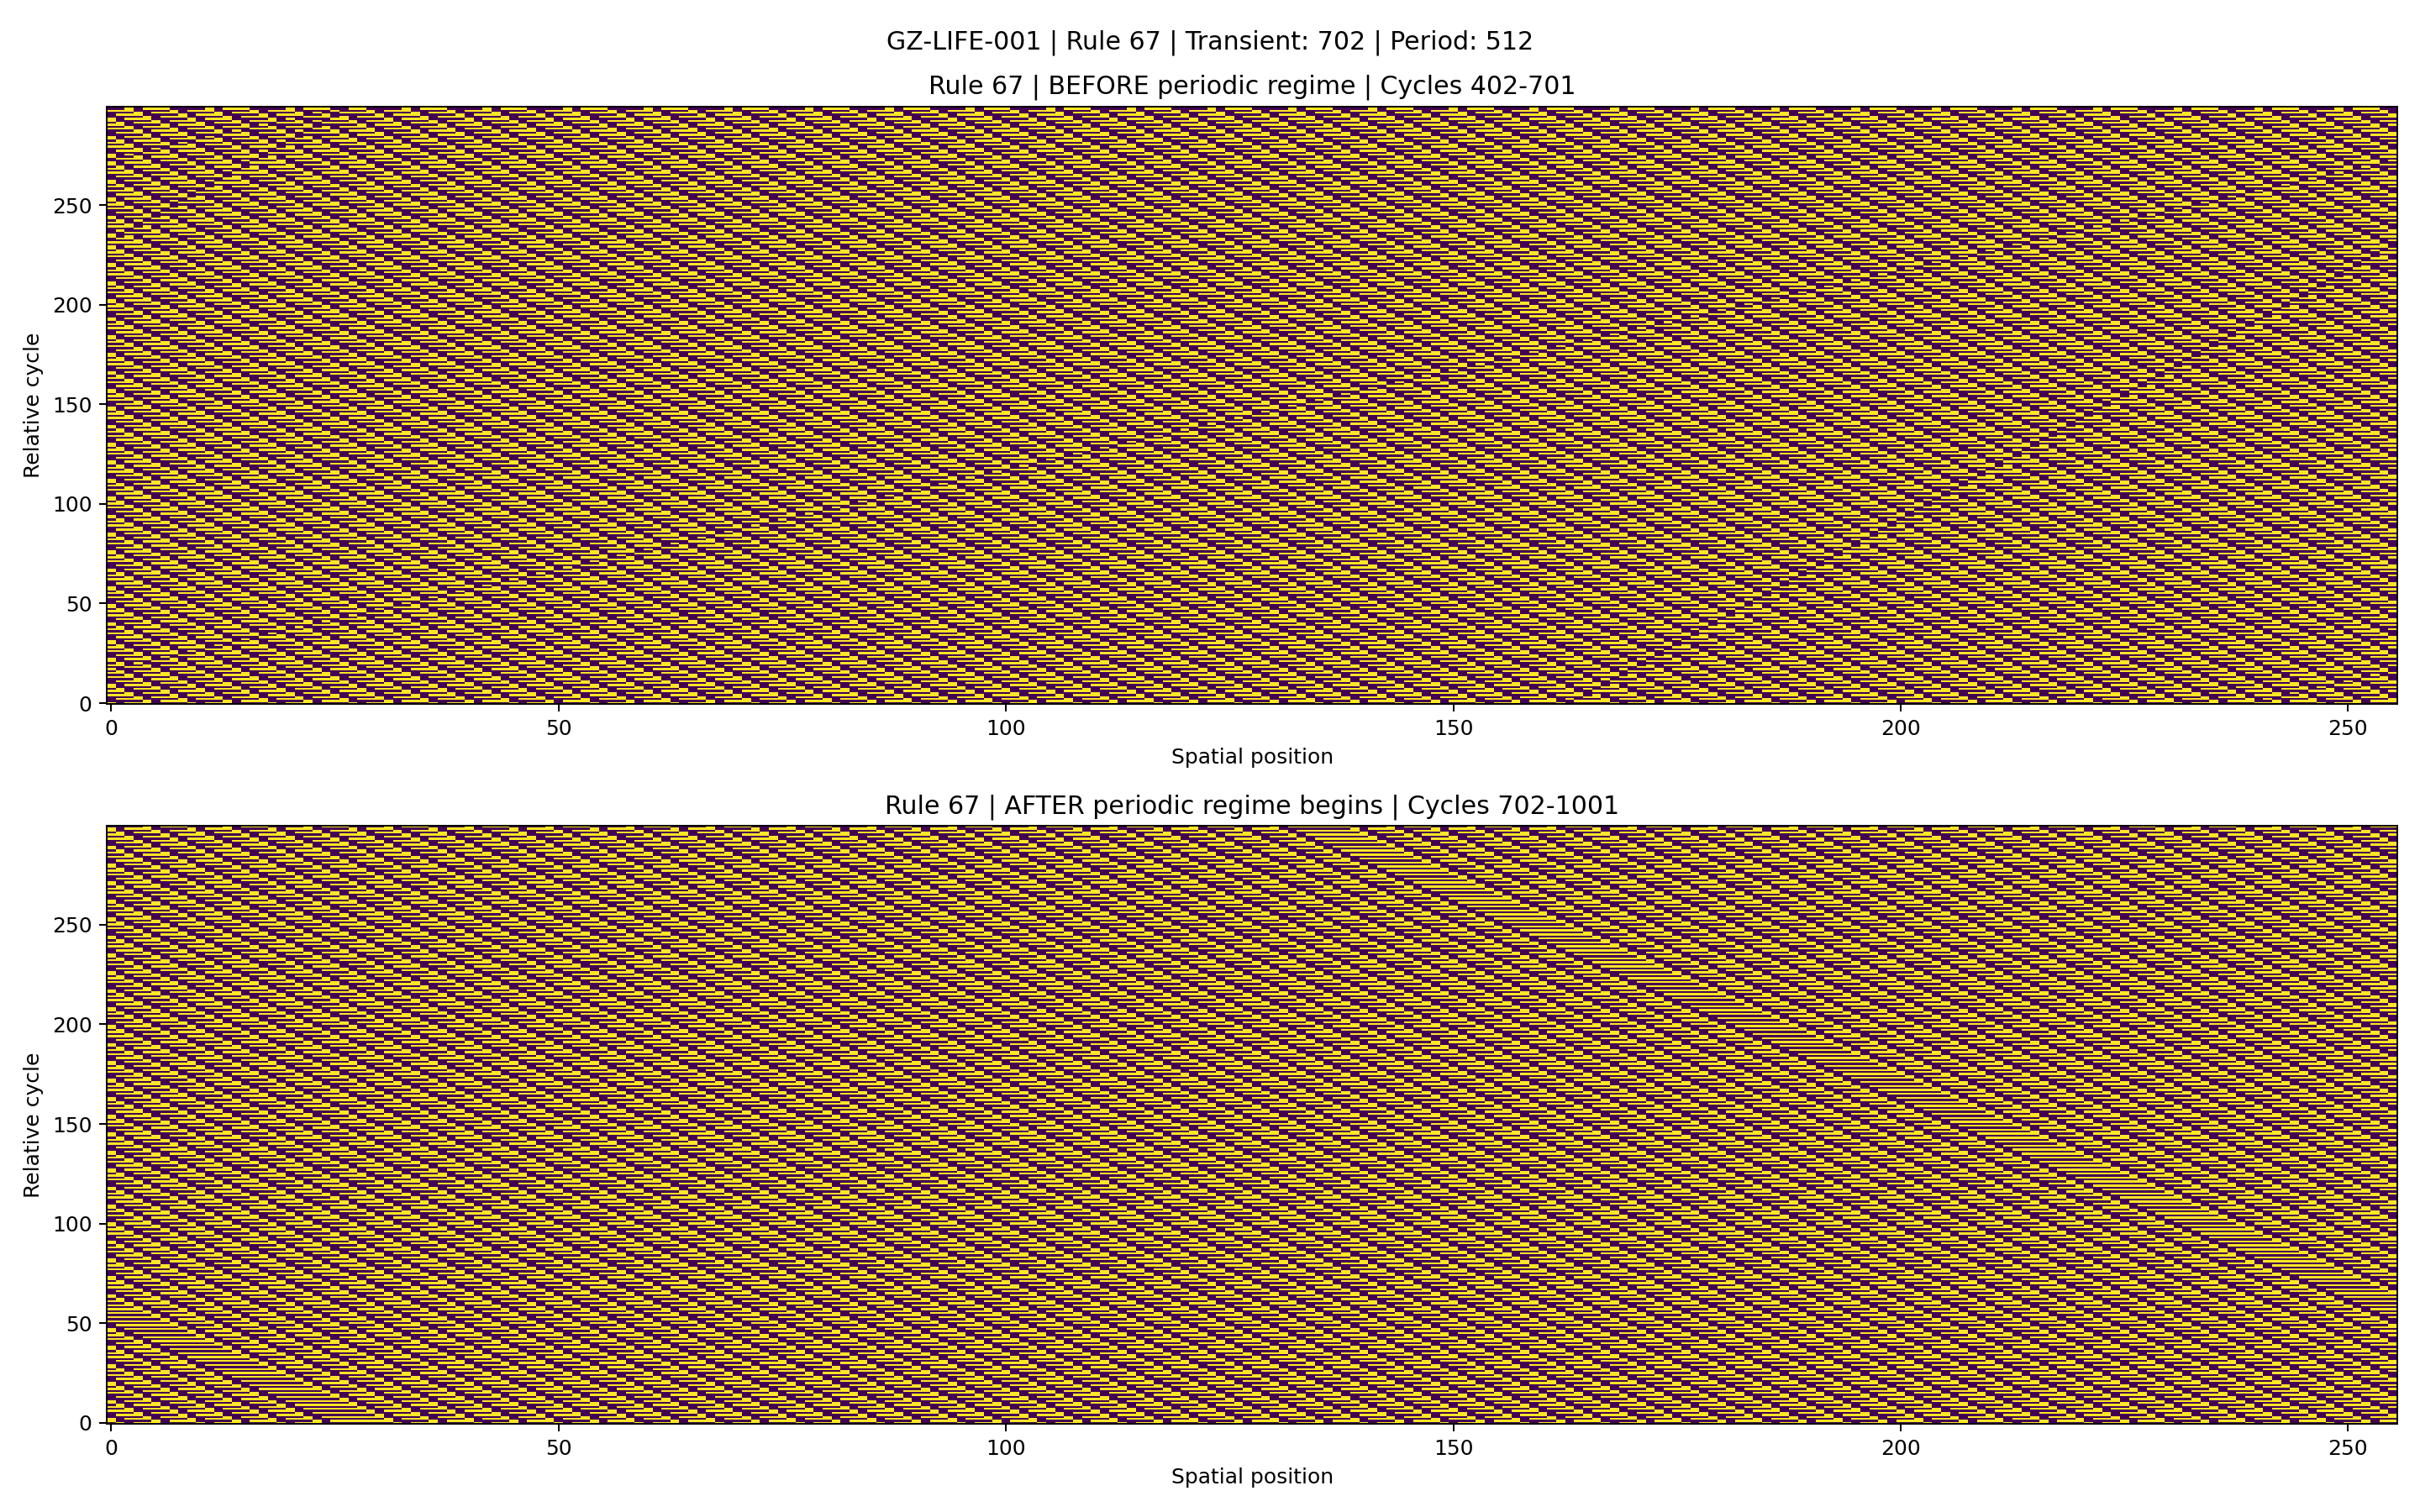 GZ-LIFE-001 | Rule 67 | Transient: 702 | Period: 512
Rule 67 | BEFORE periodic regime | Cycles 402-701
Relative cycle
250
200
150
100
50
0
0 50 100 150 200 250
Spatial position
Rule 67 | AFTER periodic regime begins | Cycles 702-1001
Relative cycle
250
200
150
100
50
0
0 50 100 150 200 250
Spatial position